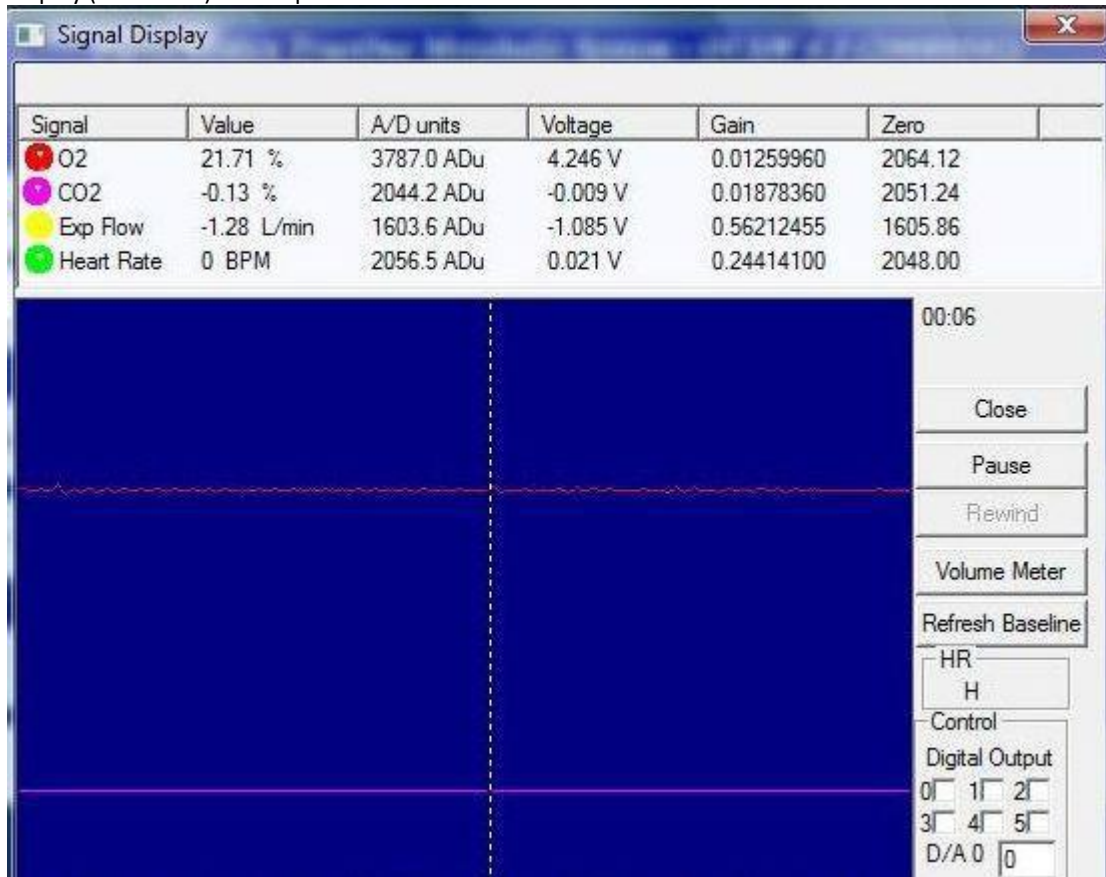 Signal Display
Signal Value A/D units Voltage Gain Zero
O2 21.71 % 3787.0 ADu 4.246 V 0.01259960 2064.12
CO2 -0.13 % 2044.2 ADu -0.009 V 0.01878360 2051.24
Exp Flow -1.28 L/min 1603.6 ADu -1.085 V 0.56212455 1605.86
Heart Rate 0 BPM 2056.5 ADu 0.021 V 0.24414100 2048.00
00:06
Close
Pause
Rewind
Volume Meter
Refresh Baseline
HR
H
Control
Digital Output
0 1 2
3 4 5
D/A 0 0